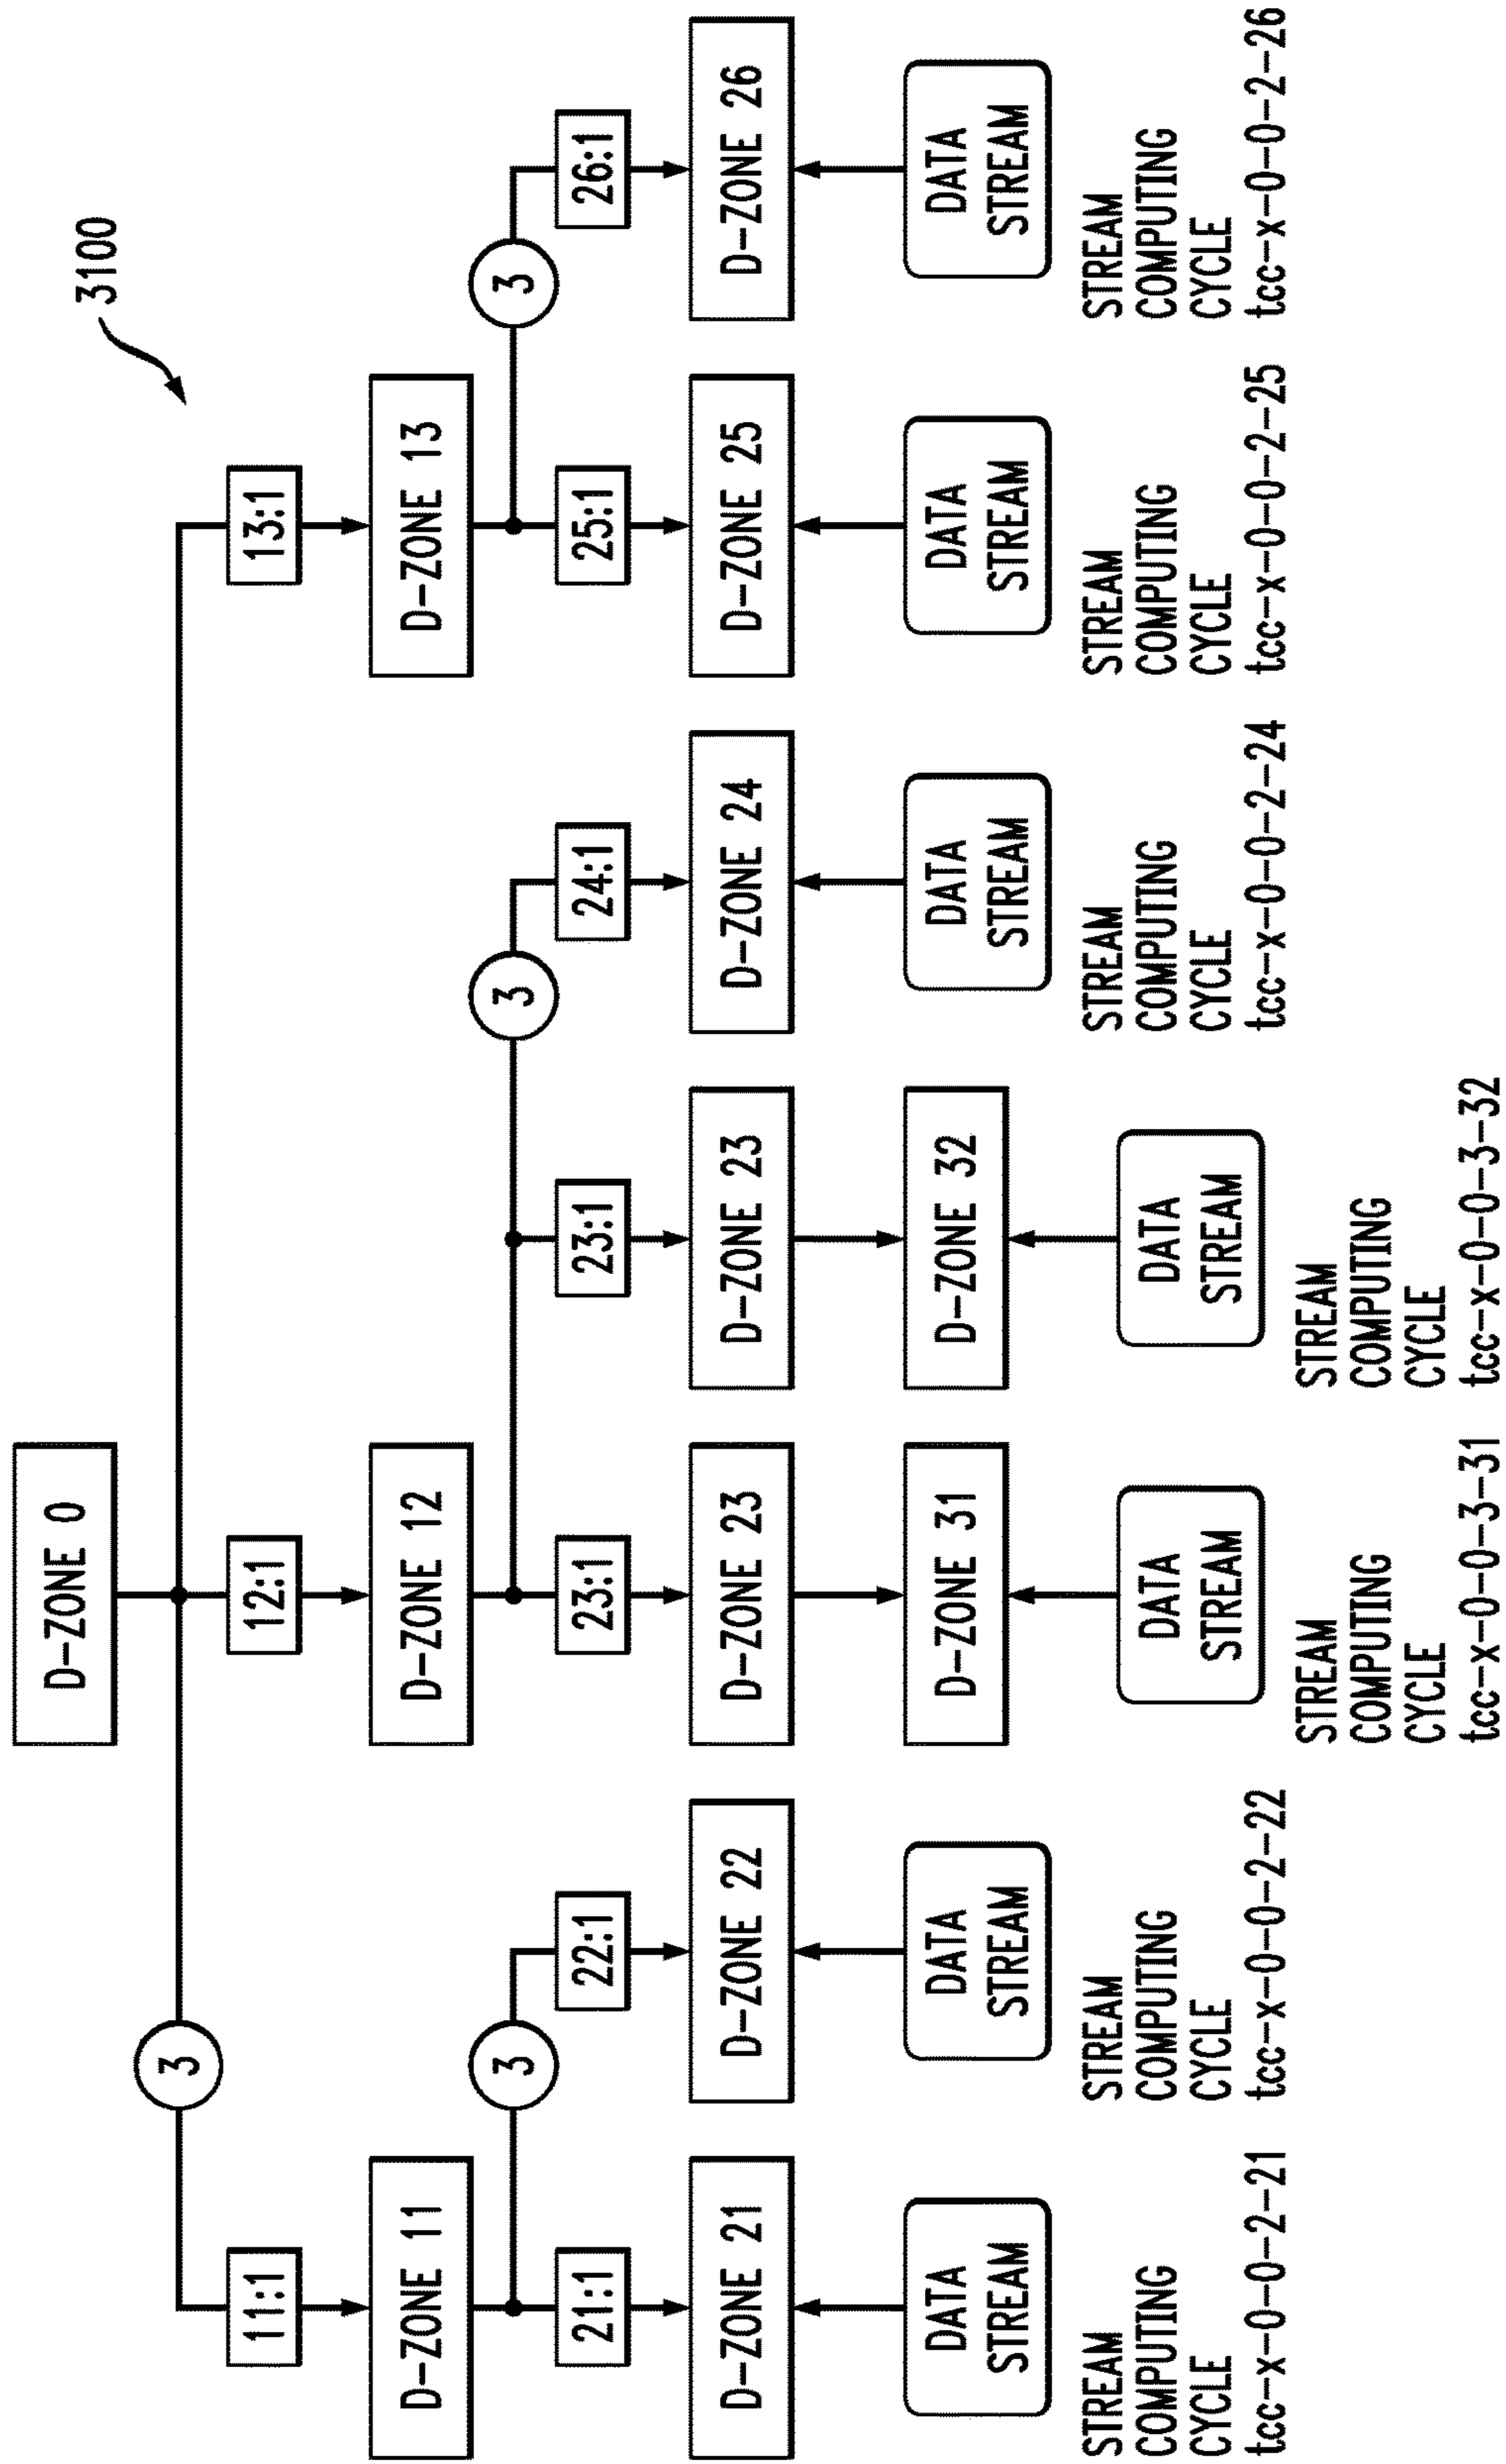 3100
D-ZONE 0
3
11:1
12:1
13:1
D-ZONE 11
D-ZONE 12
D-ZONE 13
3
3
3
21:1
22:1
23:1
23:1
24:1
25:1
26:1
D-ZONE 21
D-ZONE 22
D-ZONE 23
D-ZONE 23
D-ZONE 24
D-ZONE 25
D-ZONE 26
DATA
STREAM
DATA
STREAM
D-ZONE 31
D-ZONE 32
DATA
STREAM
DATA
STREAM
DATA
STREAM
STREAM
COMPUTING
CYCLE
tcc-x-0-0-2-21
STREAM
COMPUTING
CYCLE
tcc-x-0-0-2-22
DATA
STREAM
DATA
STREAM
STREAM
COMPUTING
CYCLE
tcc-x-0-0-2-24
STREAM
COMPUTING
CYCLE
tcc-x-0-0-2-25
STREAM
COMPUTING
CYCLE
tcc-x-0-0-2-26
STREAM
COMPUTING
CYCLE
tcc-x-0-0-3-31
STREAM
COMPUTING
CYCLE
tcc-x-0-0-3-32